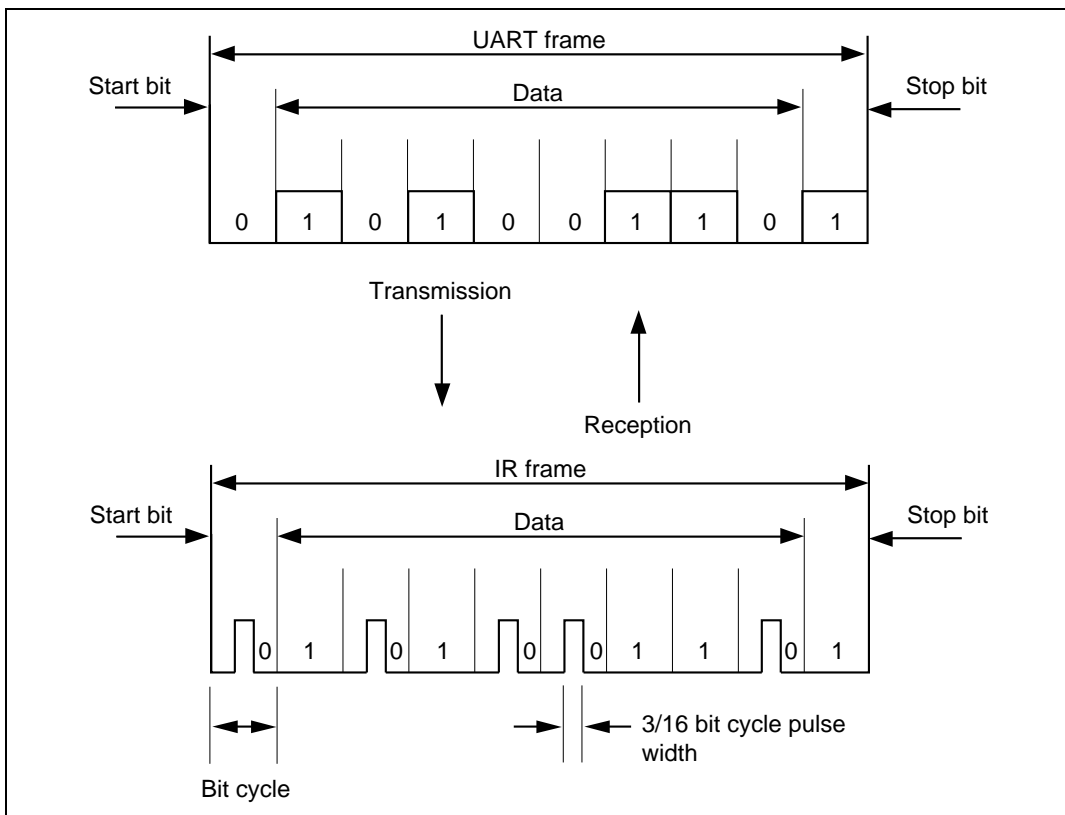 UART frame
Start bit
Data
Stop bit
0 1 0 1 0 0 1 1 0 1
Transmission
Reception
IR frame
Start bit
Data
Stop bit
0 1 0 1 0 0 1 1 0 1
3/16 bit cycle pulse
width
Bit cycle